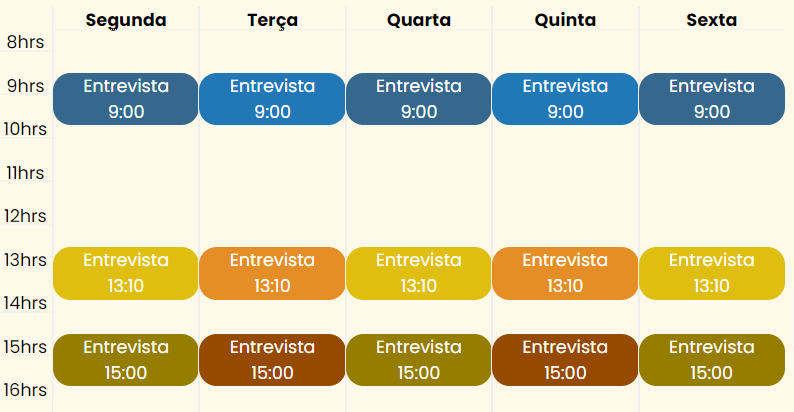 Segunda Terça Quarta Quinta Sexta
8hrs
9hrs Entrevista Entrevista Entrevista Entrevista Entrevista
9:00 9:00 9:00 9:00 9:00
10hrs
11hrs
12hrs
13hrs Entrevista Entrevista Entrevista Entrevista Entrevista
13:10 13:10 13:10 13:10 13:10
14hrs
15hrs Entrevista Entrevista Entrevista Entrevista Entrevista
15:00 15:00 15:00 15:00 15:00
16hrs